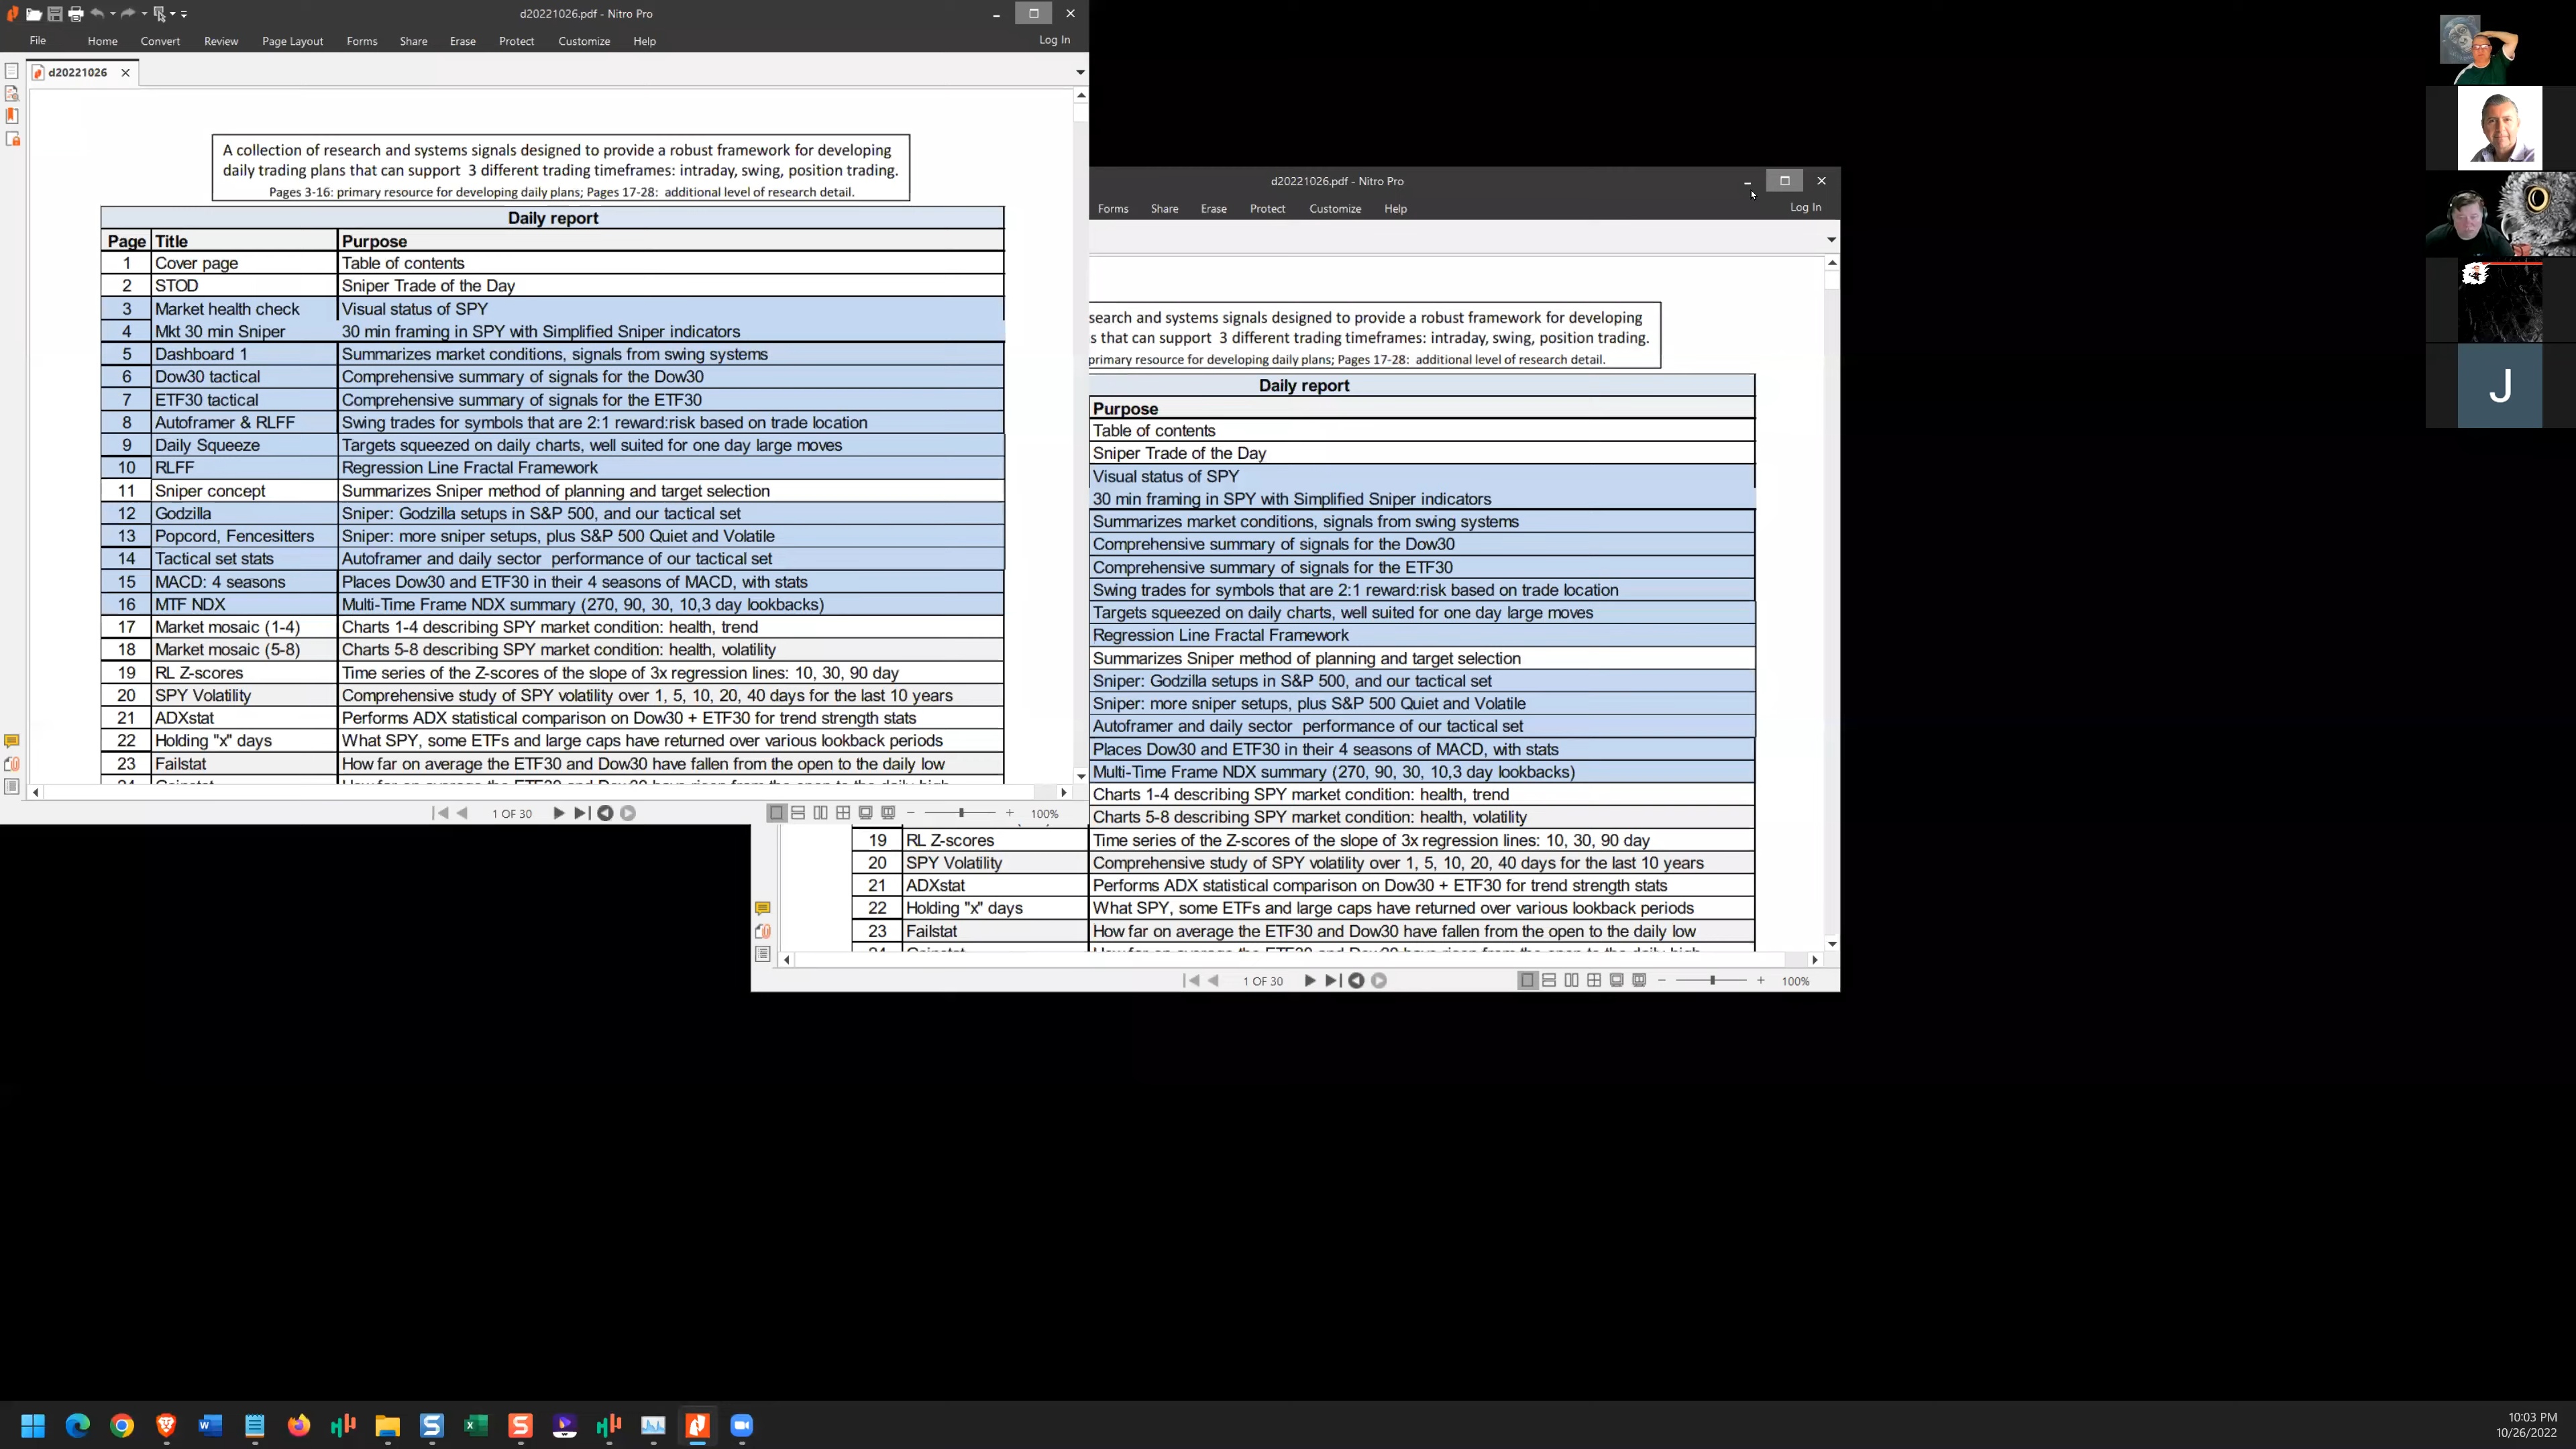 d20221026.pdf - Nitro Pro
File Home Convert Review Page Layout Forms Share Erase Protect Customize Help Log In
d20221026
A collection of research and systems signals designed to provide a robust framework for developing
daily trading plans that can support 3 different trading timeframes: intraday, swing, position trading.
Pages 3-16: primary resource for developing daily plans; Pages 17-28: additional level of research detail.
Daily report
Page Title Purpose
1 Cover page Table of contents
2 STOD Sniper Trade of the Day
3 Market health check Visual status of SPY
4 Mkt 30 min Sniper 30 min framing in SPY with Simplified Sniper indicators
5 Dashboard 1 Summarizes market conditions, signals from swing systems
6 Dow30 tactical Comprehensive summary of signals for the Dow30
7 ETF30 tactical Comprehensive summary of signals for the ETF30
8 Autoframer & RLFF Swing trades for symbols that are 2:1 reward:risk based on trade location
9 Daily Squeeze Targets squeezed on daily charts, well suited for one day large moves
10 RLFF Regression Line Fractal Framework
11 Sniper concept Summarizes Sniper method of planning and target selection
12 Godzilla Sniper: Godzilla setups in S&P 500, and our tactical set
13 Popcord, Fencesitters Sniper: more sniper setups, plus S&P 500 Quiet and Volatile
14 Tactical set stats Autoframer and daily sector performance of our tactical set
15 MACD: 4 seasons Places Dow30 and ETF30 in their 4 seasons of MACD, with stats
16 MTF NDX Multi-Time Frame NDX summary (270, 90, 30, 10,3 day lookbacks)
17 Market mosaic (1-4) Charts 1-4 describing SPY market condition: health, trend
18 Market mosaic (5-8) Charts 5-8 describing SPY market condition: health, volatility
19 RL Z-scores Time series of the Z-scores of the slope of 3x regression lines: 10, 30, 90 day
20 SPY Volatility Comprehensive study of SPY volatility over 1, 5, 10, 20, 40 days for the last 10 years
21 ADXstat Performs ADX statistical comparison on Dow30 + ETF30 for trend strength stats
22 Holding "x" days What SPY, some ETFs and large caps have returned over various lookback periods
23 Failstat How far on average the ETF30 and Dow30 have fallen from the open to the daily low
1 OF 30
100%
d20221026.pdf - Nitro Pro
Forms Share Erase Protect Customize Help Log In
search and systems signals designed to provide a robust framework for developing
s that can support 3 different trading timeframes: intraday, swing, position trading.
primary resource for developing daily plans; Pages 17-28: additional level of research detail.
Daily report
Purpose
Table of contents
Sniper Trade of the Day
Visual status of SPY
30 min framing in SPY with Simplified Sniper indicators
Summarizes market conditions, signals from swing systems
Comprehensive summary of signals for the Dow30
Comprehensive summary of signals for the ETF30
Swing trades for symbols that are 2:1 reward:risk based on trade location
Targets squeezed on daily charts, well suited for one day large moves
Regression Line Fractal Framework
Summarizes Sniper method of planning and target selection
Sniper: Godzilla setups in S&P 500, and our tactical set
Sniper: more sniper setups, plus S&P 500 Quiet and Volatile
Autoframer and daily sector performance of our tactical set
Places Dow30 and ETF30 in their 4 seasons of MACD, with stats
Multi-Time Frame NDX summary (270, 90, 30, 10,3 day lookbacks)
Charts 1-4 describing SPY market condition: health, trend
Charts 5-8 describing SPY market condition: health, volatility
19 RL Z-scores Time series of the Z-scores of the slope of 3x regression lines: 10, 30, 90 day
20 SPY Volatility Comprehensive study of SPY volatility over 1, 5, 10, 20, 40 days for the last 10 years
21 ADXstat Performs ADX statistical comparison on Dow30 + ETF30 for trend strength stats
22 Holding "x" days What SPY, some ETFs and large caps have returned over various lookback periods
23 Failstat How far on average the ETF30 and Dow30 have fallen from the open to the daily low
1 OF 30
100%
J
10:03 PM
10/26/2022